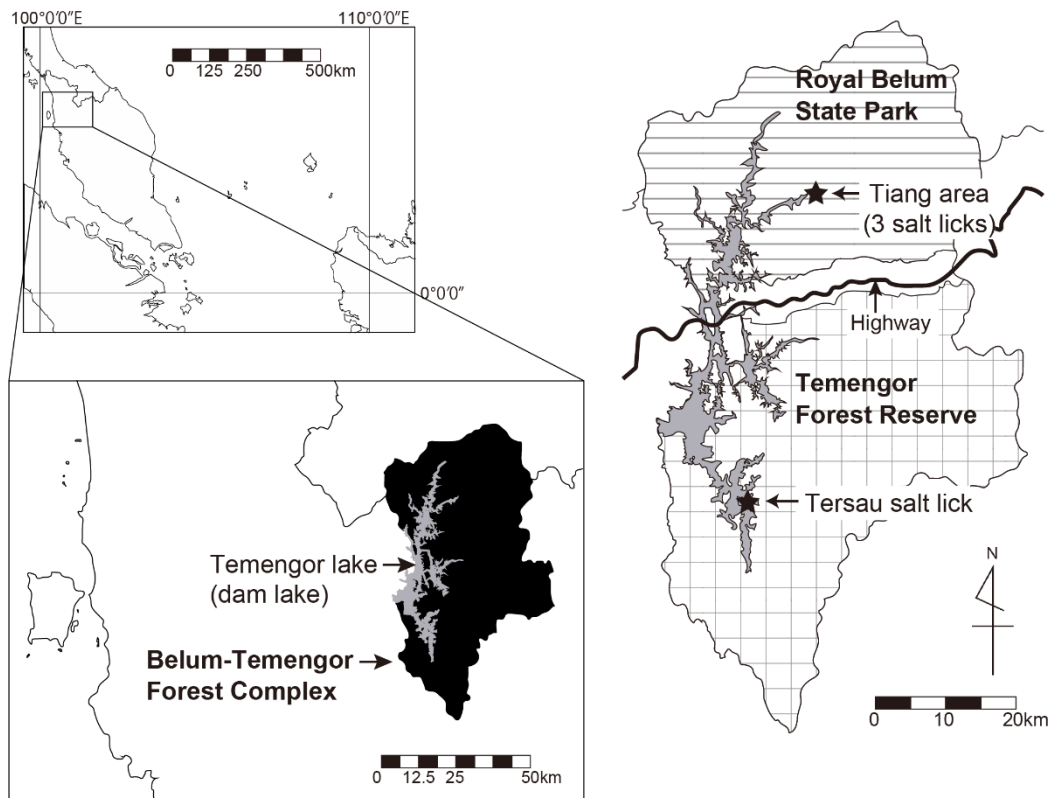 100°0′0″E
110°0′0″E
0 125 250 500km
0°0′0″
Temengor lake
(dam lake)
Belum-Temengor
Forest Complex
0 12.5 25 50km
Royal Belum
State Park
Tiang area
(3 salt licks)
Highway
Temengor
Forest Reserve
Tersau salt lick
N
0 10 20km